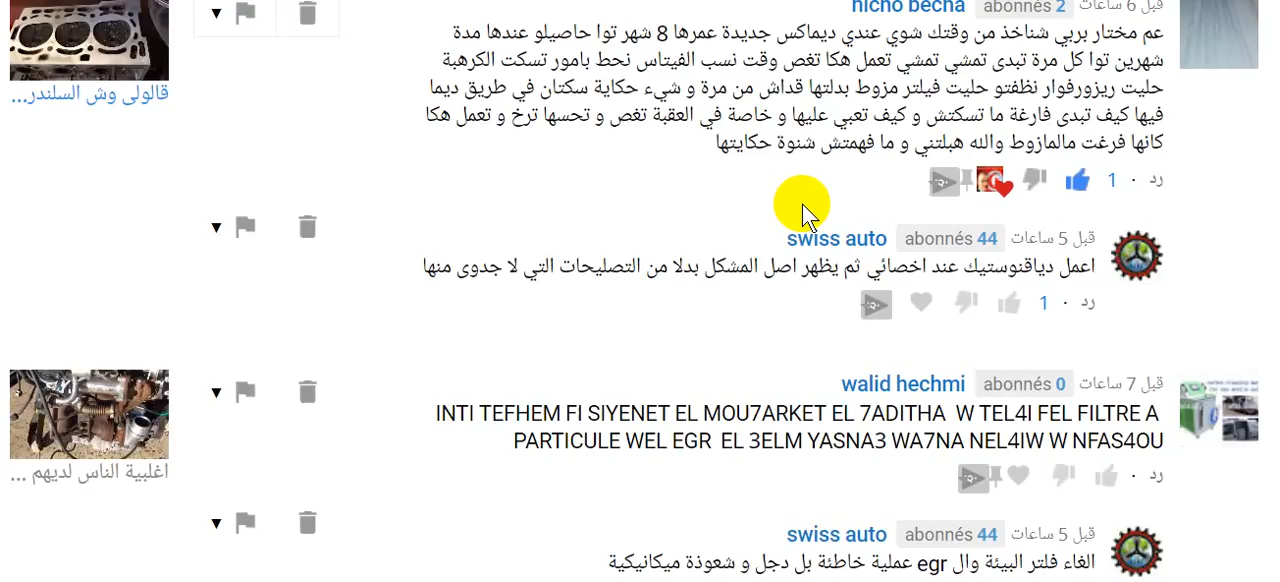 قبل 6 ساعات abonnés 2 nicho becha
عم مختار بربي شناخذ من وقتك شوي عندي ديماكس جديدة عمرها 8 شهر توا حاصيلو عندها مدة
شهرين توا كل مرة تبدى تمشي تمشي تعمل هكا تغص وقت نسب الفيتاس نحط بامور تسكت الكرهبة
حليت ريزورفوار نظفتو حليت فيلتر مزوط بدلتها قداش من مرة و شيء حكاية سكتان في طريق ديما
فيها كيف تبدى فارغة ما تسكتش و كيف تعبي عليها و خاصة في العقبة تغص و تحسها ترخ و تعمل هكا
كانها فرغت مالمازوط والله هبلتني و ما فهمتش شنوة حكايتها
رد · 1
قالولى وش السلندر...
قبل 5 ساعات abonnés 44 swiss auto
اعمل دياقنوستيك عند اخصائي ثم يظهر اصل المشكل بدلا من التصليحات التي لا جدوى منها
رد · 1
قبل 7 ساعات abonnés 0 walid hechmi
INTI TEFHEM FI SIYENET EL MOU7ARKET EL 7ADITHA W TEL4I FEL FILTRE A
PARTICULE WEL EGR EL 3ELM YASNA3 WA7NA NEL4IW W NFAS4OU
رد ·
اغلبية الناس لديهم ...
قبل 5 ساعات abonnés 44 swiss auto
الغاء فلتر البيئة وال egr عملية خاطئة بل دجل و شعوذة ميكانيكية